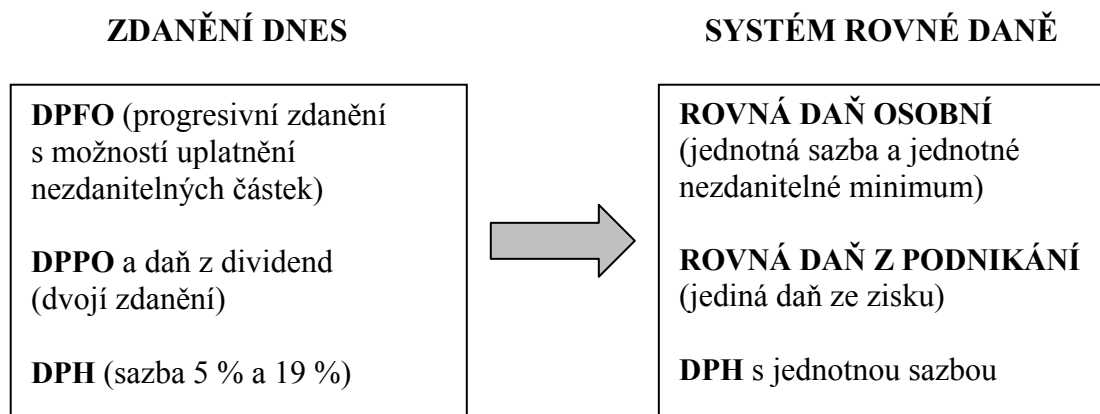 ZDANĚNÍ DNES
DPFO (progresivní zdanění
s možností uplatnění
nezdanitelných částek)
DPPO a daň z dividend
(dvojí zdanění)
DPH (sazba 5 % a 19 %)
SYSTÉM ROVNÉ DANĚ
ROVNÁ DAŇ OSOBNÍ
(jednotná sazba a jednotné
nezdanitelné minimum)
ROVNÁ DAŇ Z PODNIKÁNÍ
(jediná daň ze zisku)
DPH s jednotnou sazbou